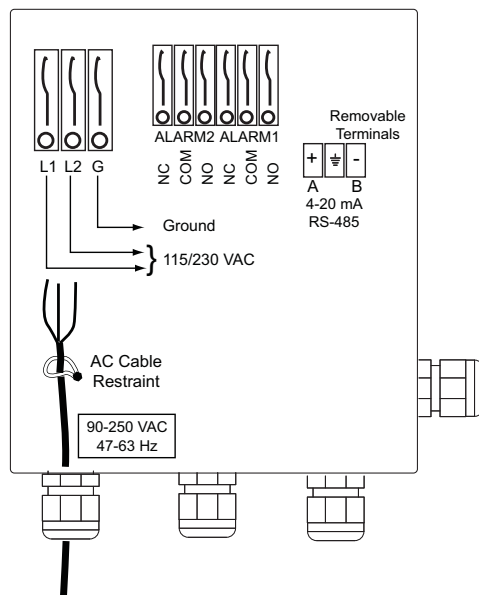 ALARM2 ALARM1
NC COM NO NC COM NO
Removable
Terminals
+ -
A B
4-20 mA
RS-485
L1 L2 G
Ground
} 115/230 VAC
AC Cable
Restraint
90-250 VAC
47-63 Hz